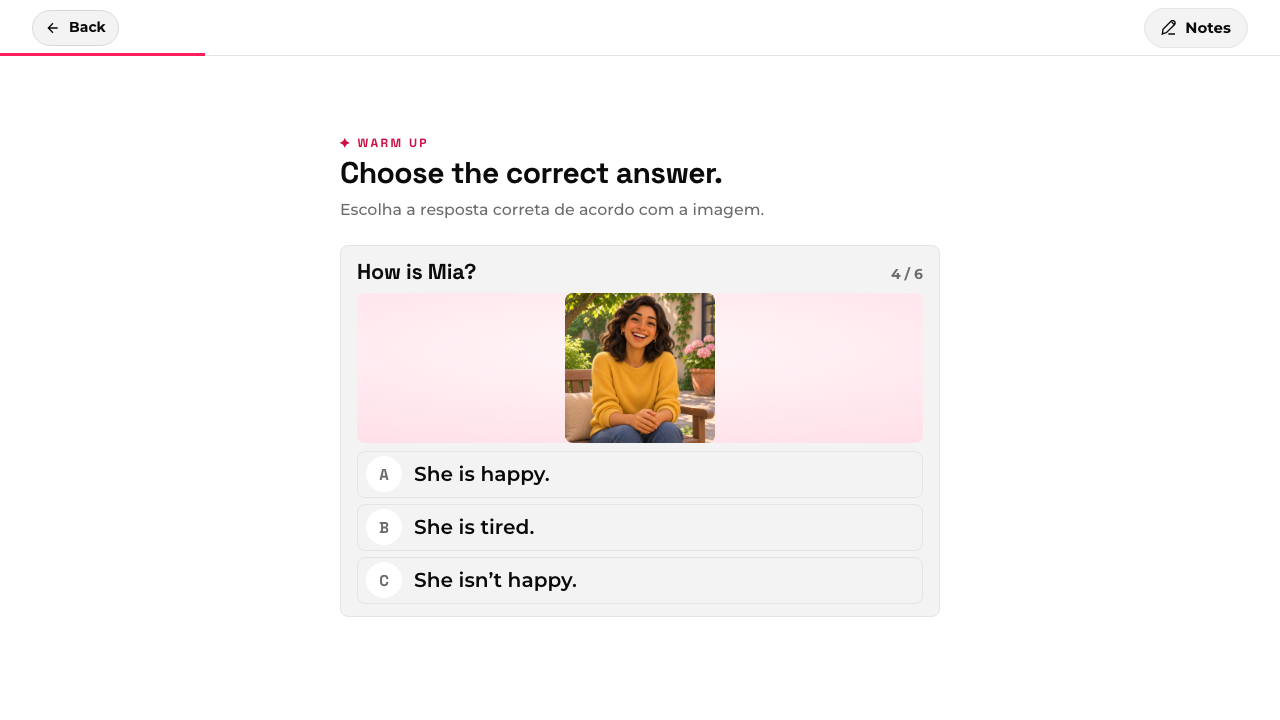 Back
Notes
WARM UP
Choose the correct answer.
Escolha a resposta correta de acordo com a imagem.
How is Mia?
4 / 6
A She is happy.
B She is tired.
C She isn’t happy.